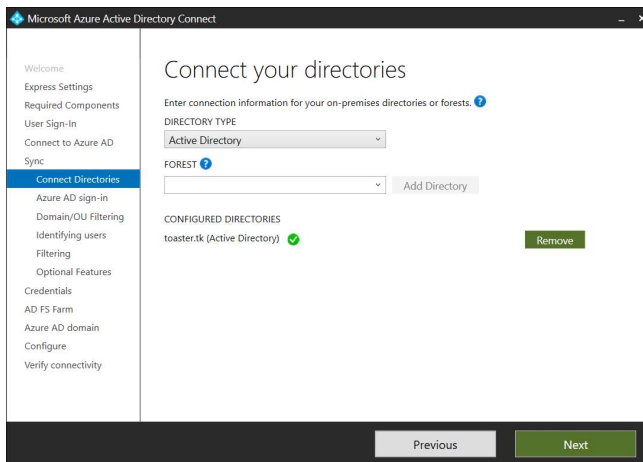 Microsoft Azure Active Directory Connect
Welcome
Express Settings
Required Components
User Sign-In
Connect to Azure AD
Sync
Connect Directories
Azure AD sign-in
Domain/OU Filtering
Identifying users
Filtering
Optional Features
Credentials
AD FS Farm
Azure AD domain
Configure
Verify connectivity
Connect your directories
Enter connection information for your on-premises directories or forests. ?
DIRECTORY TYPE
Active Directory
FOREST ?
Add Directory
CONFIGURED DIRECTORIES
toaster.tk (Active Directory)
Remove
Previous
Next